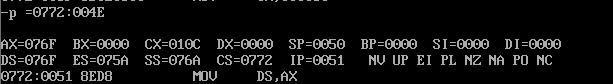 -p =0772:004E
AX=076F  BX=0000  CX=010C  DX=0000  SP=0050  BP=0000  SI=0000  DI=0000
DS=076F  ES=075A  SS=076A  CS=0772  IP=0051   NV UP EI PL NZ NA PO NC
0772:0051 8ED8          MOV     DS,AX